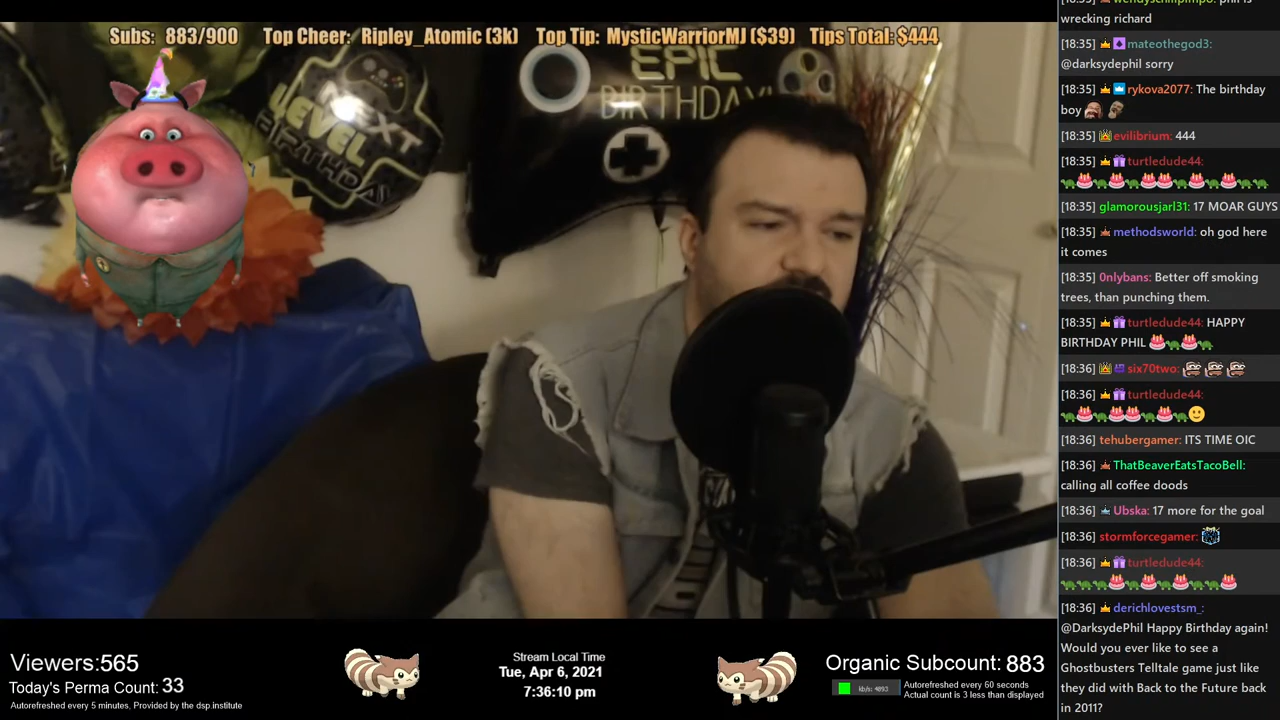 Subs: 883/900 Top Cheer: Ripley_Atomic (3k) Top Tip: MysticWarriorMJ ($39) Tips Total: $444
NEXT
LEVEL
BIRTHDAY
EPIC
BIRTHDAY
Viewers:565
Today's Perma Count: 33
Autorefreshed every 5 minutes, Provided by the dsp institute
Stream Local Time
Tue, Apr 6, 2021
7:36:10 pm
Organic Subcount: 883
kb/s: 4893
Autorefreshed every 60 seconds
Actual count is 3 less than displayed
wrecking richard
[18:35] mateothegod3:
@darksydephil sorry
[18:35] rykova2077: The birthday
boy
[18:35] evilibrium: 444
[18:35] turtledude44:
[18:35] glamorousjarl31: 17 MOAR GUYS
[18:35] methodsworld: oh god here
it comes
[18:35] 0nlybans: Better off smoking
trees, than punching them.
[18:35] turtledude44: HAPPY
BIRTHDAY PHIL
[18:36] six70two:
[18:36] turtledude44:
[18:36] tehubergamer: ITS TIME OIC
[18:36] ThatBeaverEatsTacoBell:
calling all coffee doods
[18:36] Ubska: 17 more for the goal
[18:36] stormforcegamer:
[18:36] turtledude44:
[18:36] derichlovestsm_:
@DarksydePhil Happy Birthday again!
Would you ever like to see a
Ghostbusters Telltale game just like
they did with Back to the Future back
in 2011?